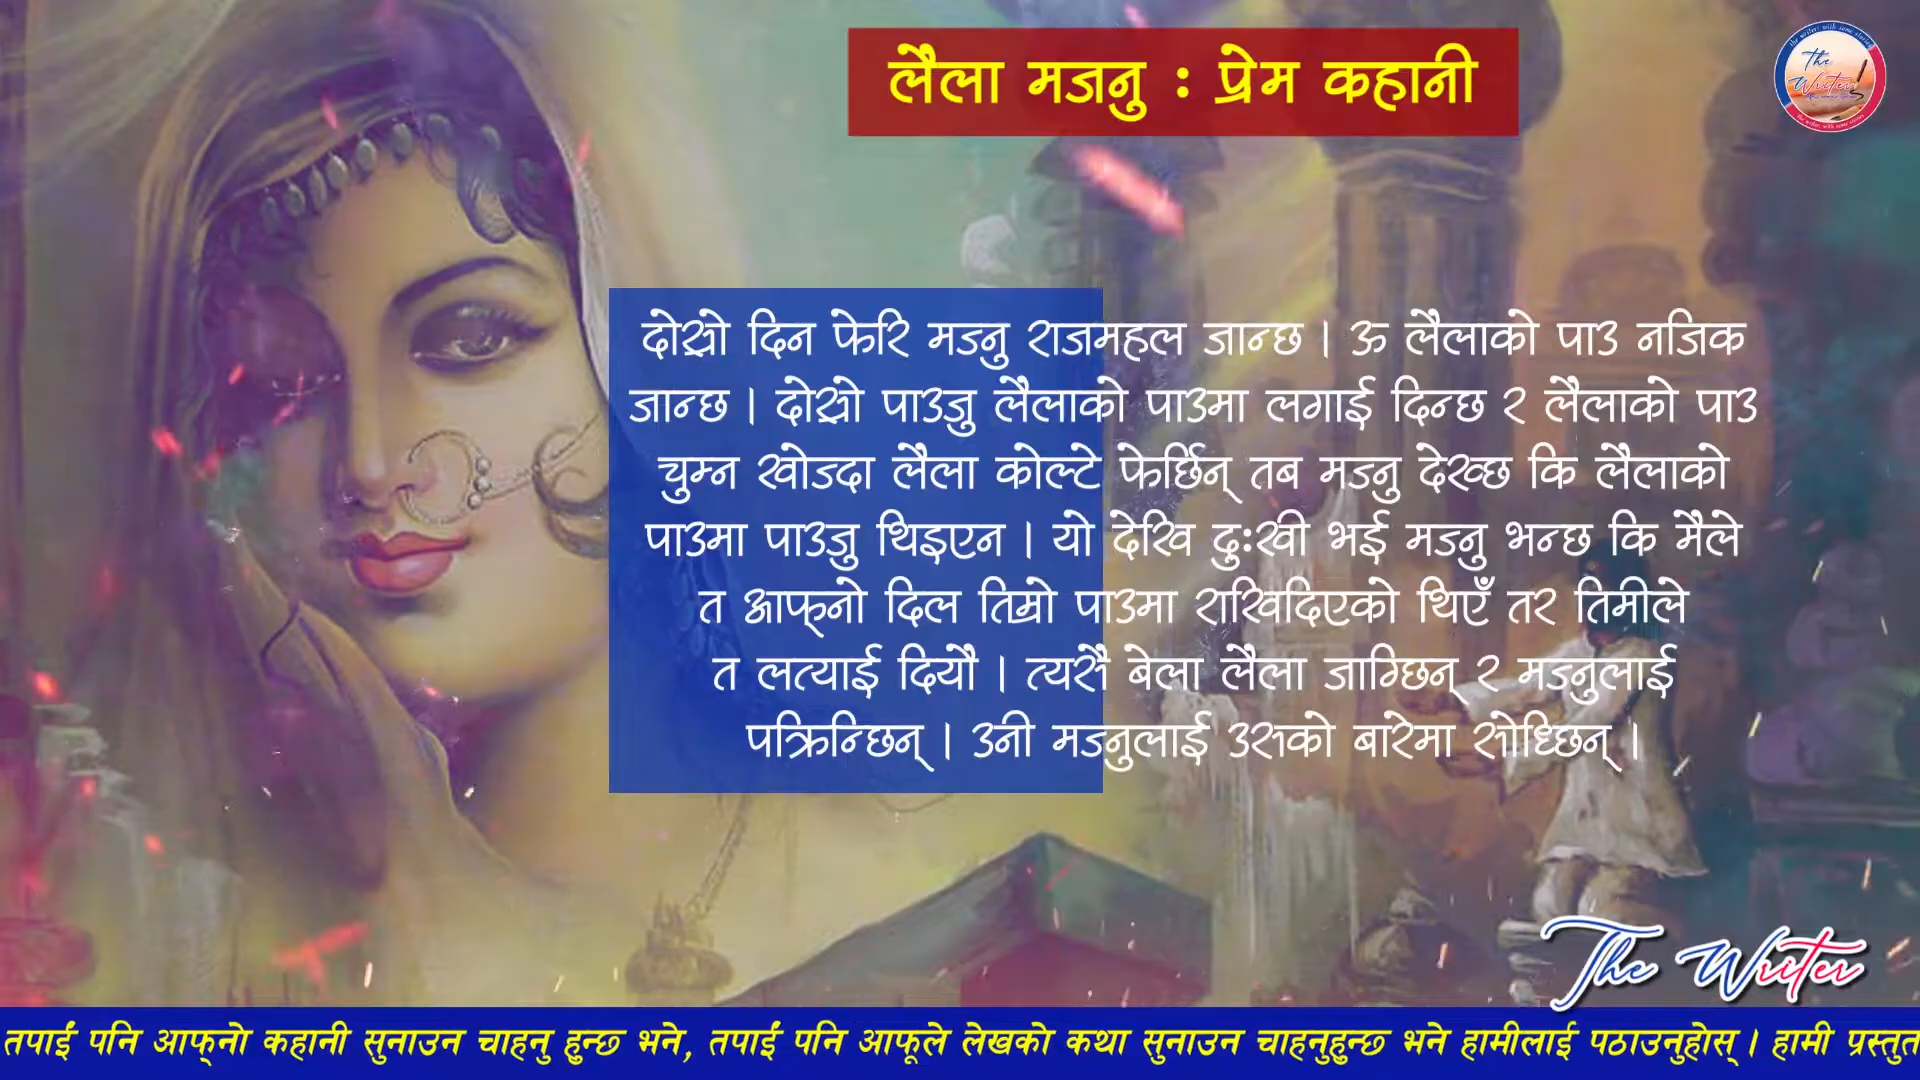 लैला मजनु : प्रेम कहानी
The Writer
दोस्रो दिन फेरि मज्नु राजमहल जान्छ । ऊ लैलाको पाउ नजिक
जान्छ । दोस्रो पाउजु लैलाको पाउमा लगाई दिन्छ र लैलाको पाउ
चुम्न खोज्दा लैला कोल्टे फेर्छिन् तब मज्नु देख्छ कि लैलाको
पाउमा पाउजु थिइएन । यो देखि दुःखी भई मज्नु भन्छ कि मैले
त आफ्नो दिल तिम्रो पाउमा राखिदिएको थिएँ तर तिमीले
त लत्याई दियौ । त्यसै बेला लैला जाग्छिन् र मज्नुलाई
पक्रिन्छिन् । उनी मज्नुलाई उसको बारेमा सोध्छिन् ।
The Writer
तपाईं पनि आफ्नो कहानी सुनाउन चाहनु हुन्छ भने, तपाईं पनि आफूले लेखको कथा सुनाउन चाहनुहुन्छ भने हामीलाई पठाउनुहोस् । हामी प्रस्तुत